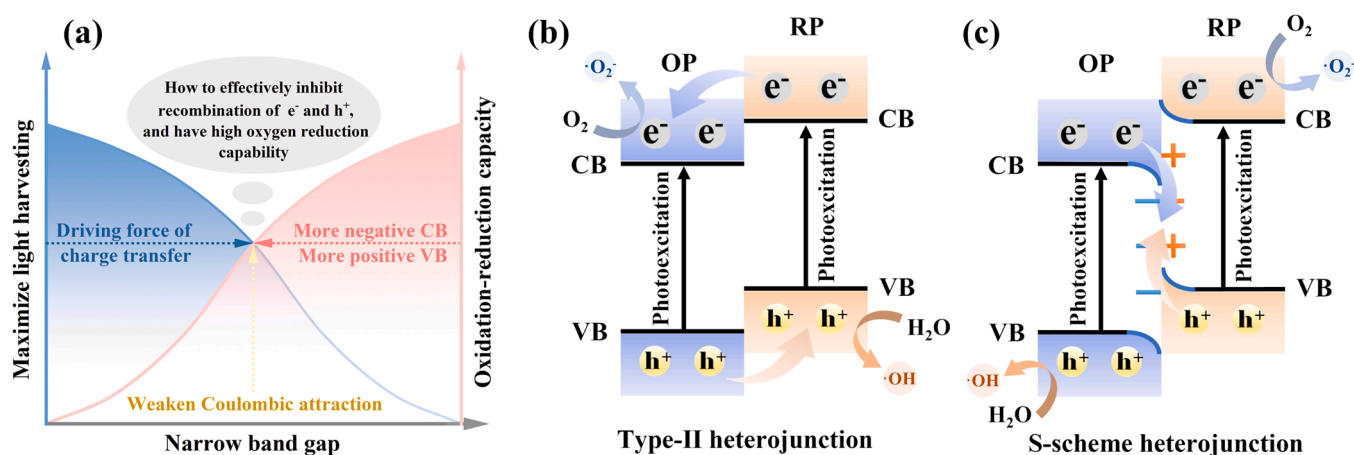 (a)
How to effectively inhibit
recombination of e⁻ and h⁺,
and have high oxygen reduction
capability
Maximize light harvesting
Oxidation-reduction capacity
Driving force of
charge transfer
More negative CB
More positive VB
Weaken Coulombic attraction
Narrow band gap
(b)
RP
OP
·O₂⁻
O₂
e⁻ e⁻
e⁻ e⁻
CB
CB
Photoexcitation
Photoexcitation
VB
VB
h⁺ h⁺
h⁺ h⁺
H₂O
·OH
Type-II heterojunction
(c)
RP
OP
O₂
·O₂⁻
e⁻ e⁻
e⁻ e⁻
CB
CB
+
−
+
−
+
−
Photoexcitation
Photoexcitation
VB
VB
h⁺ h⁺
h⁺ h⁺
·OH
H₂O
S-scheme heterojunction